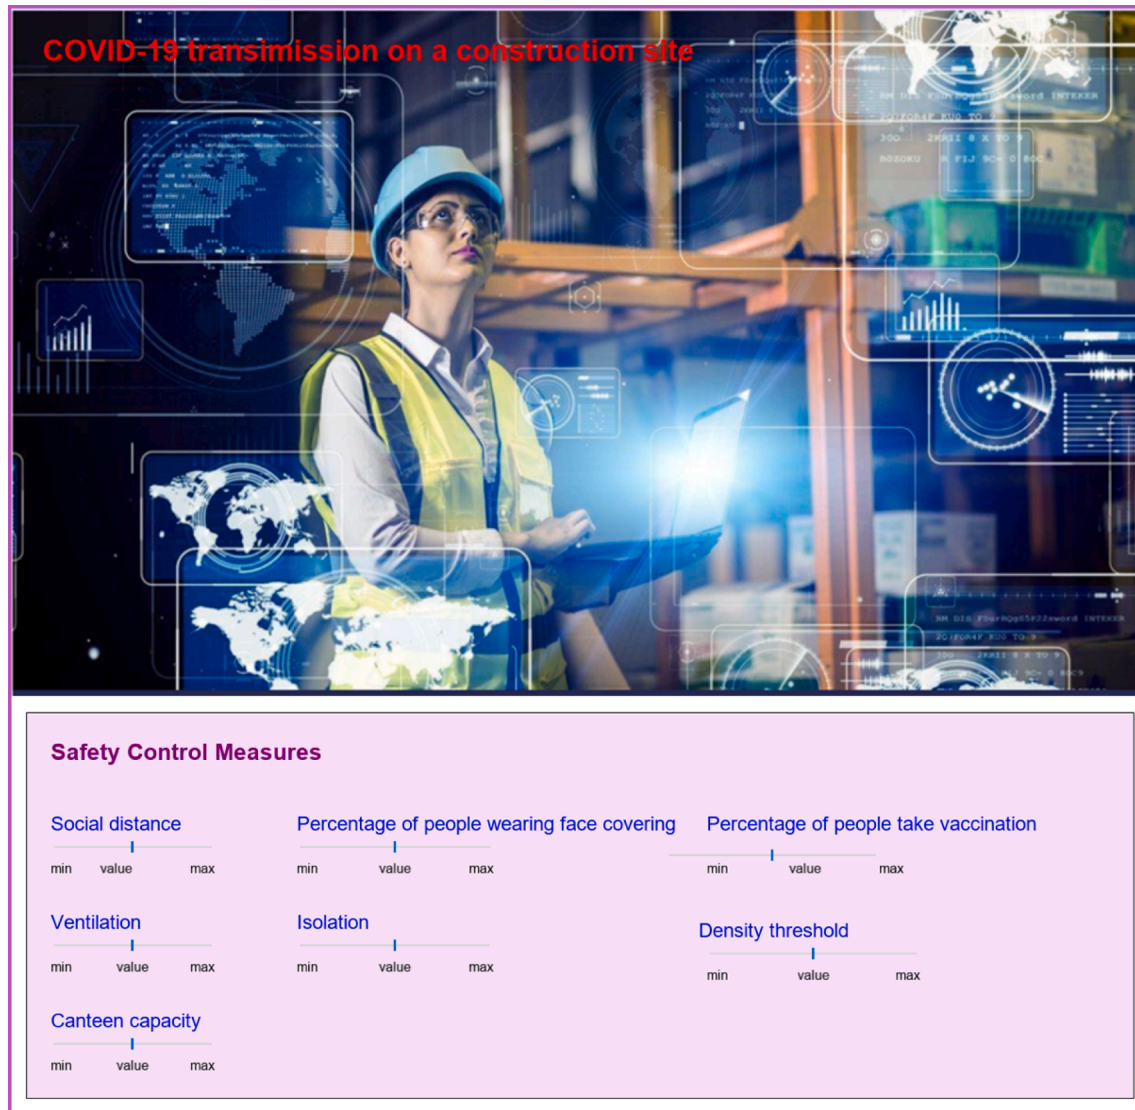 COVID-19 transimission on a construction site
Safety Control Measures
Social distance
Percentage of people wearing face covering
Percentage of people take vaccination
min value max
min value max
min value max
Ventilation
Isolation
Density threshold
min value max
min value max
min value max
Canteen capacity
min value max